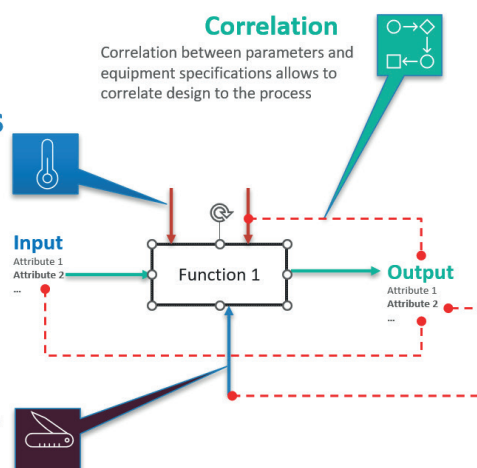 Correlation
Correlation between parameters and
equipment specifications allows to
correlate design to the process
s
Input
Attribute 1
Attribute 2
...
Function 1
Output
Attribute 1
Attribute 2
...